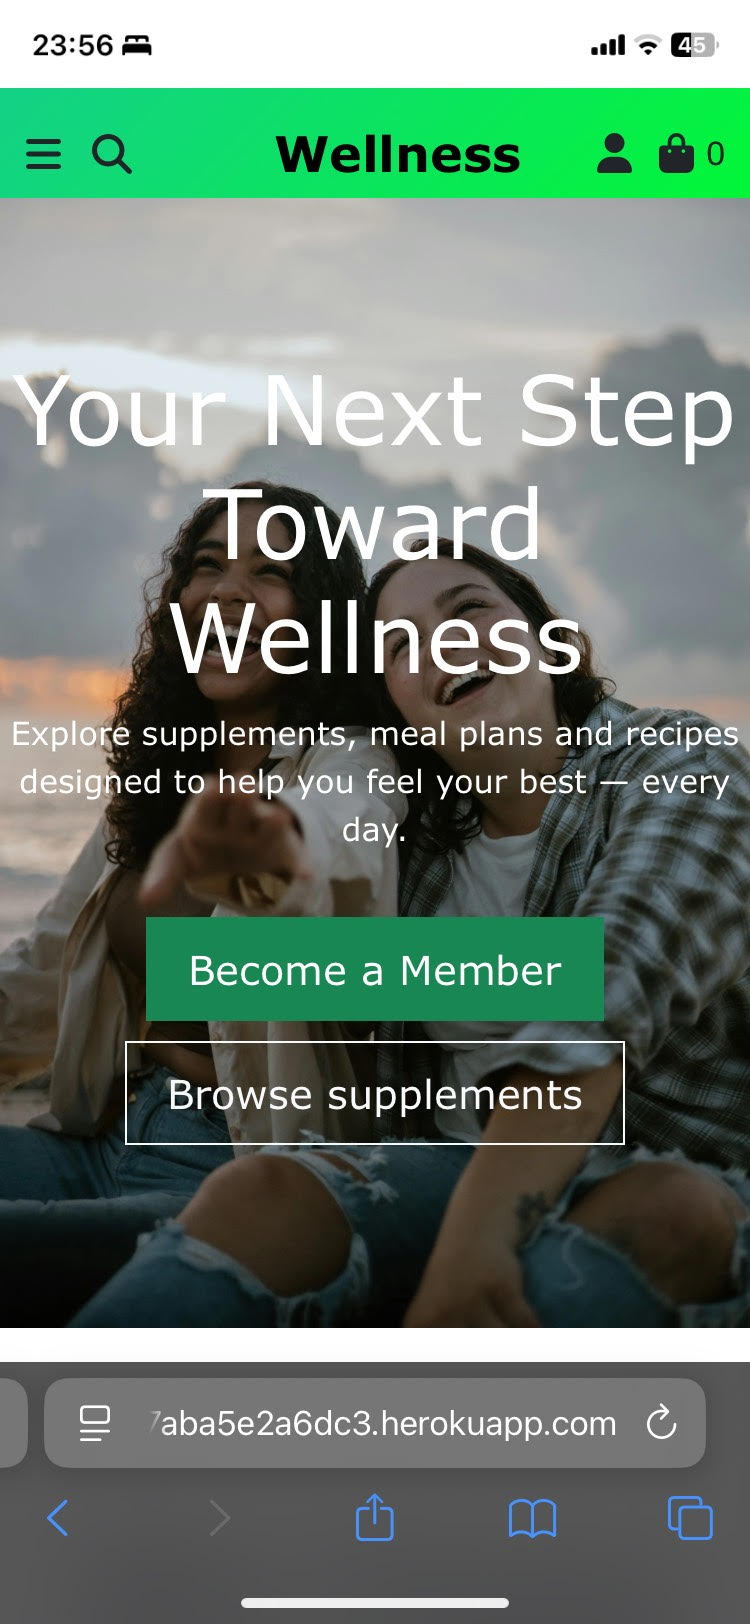 23:56
45
Wellness
0
Your Next Step
Toward
Wellness
Explore supplements, meal plans and recipes
designed to help you feel your best — every
day.
Become a Member
Browse supplements
7aba5e2a6dc3.herokuapp.com